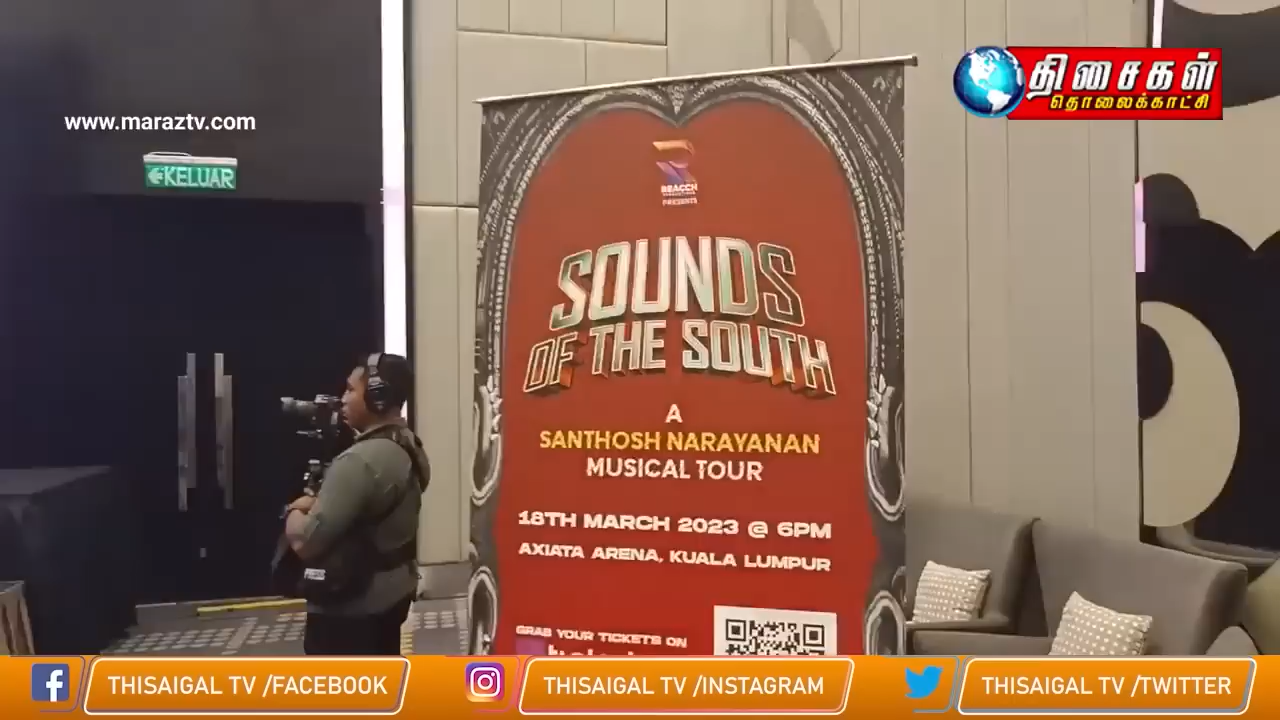 www.maraztv.com
திசைகள்
தொலைக்காட்சி
KELUAR
REACCH
PRESENTS
SOUNDS
OF THE SOUTH
A
SANTHOSH NARAYANAN
MUSICAL TOUR
18TH MARCH 2023 @ 6PM
AXIATA ARENA, KUALA LUMPUR
GRAB YOUR TICKETS ON
THISAIGAL TV /FACEBOOK
THISAIGAL TV /INSTAGRAM
THISAIGAL TV /TWITTER